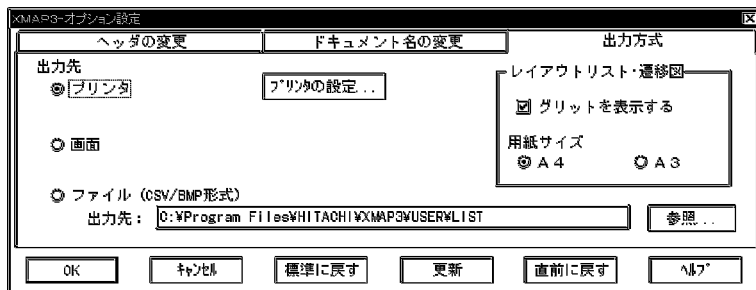 XMAP3-オプション設定
ヘッダの変更
ドキュメント名の変更
出力方式
出力先
プリンタ
プリンタの設定...
レイアウトリスト・遷移図
グリットを表示する
画面
用紙サイズ
A4
A3
ファイル (CSV/BMP形式)
出力先： C:¥Program Files¥HITACHI¥XMAP3¥USER¥LIST
参照...
OK
キャンセル
標準に戻す
更新
直前に戻す
ヘルプ